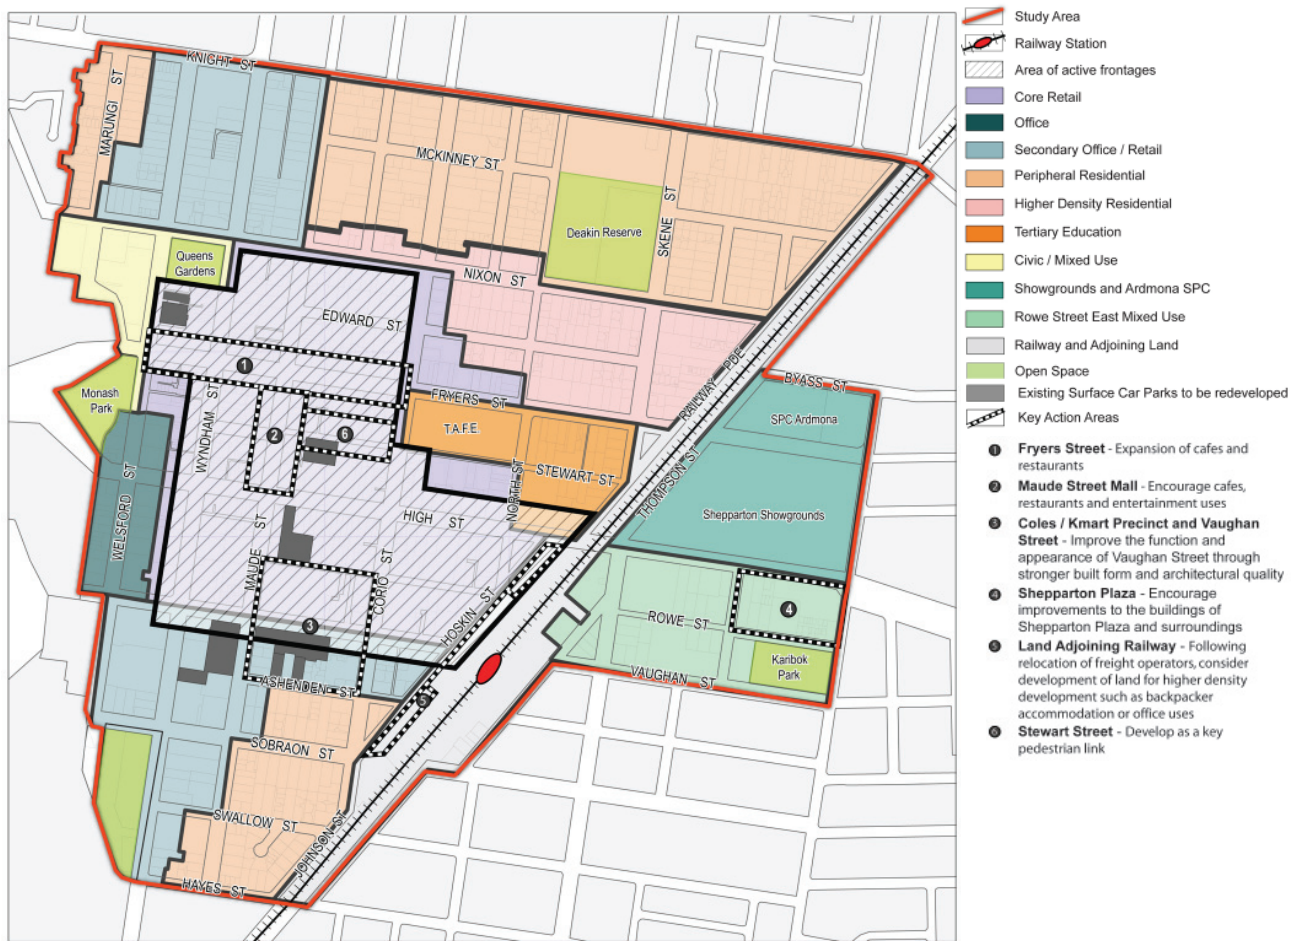 KNIGHT ST
MARUNGI ST
MCKINNEY ST
SKENE ST
Deakin Reserve
Queens
Gardens
NIXON ST
EDWARD ST
1
Monash
Park
WYNDHAM ST
2
6
FRYERS ST
T.A.F.E.
STEWART ST
NORTH ST
RAILWAY PDE
BYASS ST
SPC Ardmona
THOMPSON ST
Shepparton Showgrounds
WELSFORD ST
HIGH ST
MAUDE ST
CORIO ST
HOSKIN ST
3
ROWE ST
4
Karibok
Park
VAUGHAN ST
ASHENDEN ST
5
SOBRAON ST
SWALLOW ST
JOHNSON ST
HAYES ST
Study Area
Railway Station
Area of active frontages
Core Retail
Office
Secondary Office / Retail
Peripheral Residential
Higher Density Residential
Tertiary Education
Civic / Mixed Use
Showgrounds and Ardmona SPC
Rowe Street East Mixed Use
Railway and Adjoining Land
Open Space
Existing Surface Car Parks to be redeveloped
Key Action Areas
1 Fryers Street - Expansion of cafes and
restaurants
2 Maude Street Mall - Encourage cafes,
restaurants and entertainment uses
3 Coles / Kmart Precinct and Vaughan
Street - Improve the function and
appearance of Vaughan Street through
stronger built form and architectural quality
4 Shepparton Plaza - Encourage
improvements to the buildings of
Shepparton Plaza and surroundings
5 Land Adjoining Railway - Following
relocation of freight operators, consider
development of land for higher density
development such as backpacker
accommodation or office uses
6 Stewart Street - Develop as a key
pedestrian link